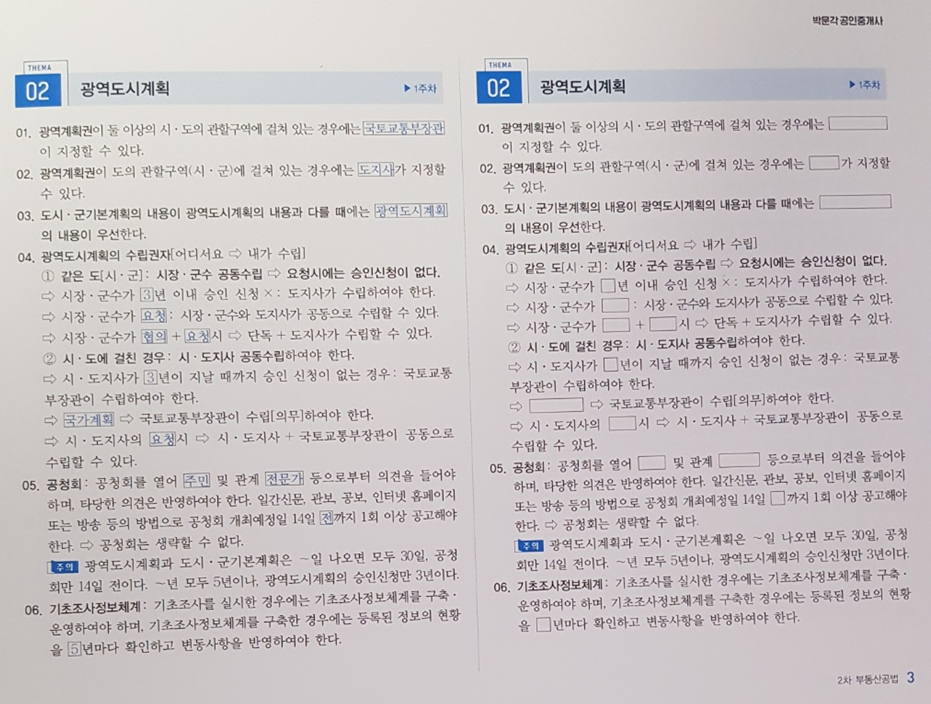 박문각 공인중개사
THEMA
02 광역도시계획 ▶1주차
01. 광역계획권이 둘 이상의 시·도의 관할구역에 걸쳐 있는 경우에는 국토교통부장관
이 지정할 수 있다.
02. 광역계획권이 도의 관할구역(시·군)에 걸쳐 있는 경우에는 도지사가 지정할
수 있다.
03. 도시·군기본계획의 내용이 광역도시계획의 내용과 다를 때에는 광역도시계획
의 내용이 우선한다.
04. 광역도시계획의 수립권자[어디서요 ⇨ 내가 수립]
① 같은 도[시·군]: 시장·군수 공동수립 ⇨ 요청시에는 승인신청이 없다.
⇨ 시장·군수가 3년 이내 승인 신청×: 도지사가 수립하여야 한다.
⇨ 시장·군수가 요청: 시장·군수와 도지사가 공동으로 수립할 수 있다.
⇨ 시장·군수가 협의 + 요청시 ⇨ 단독 + 도지사가 수립할 수 있다.
② 시·도에 걸친 경우: 시·도지사 공동수립하여야 한다.
⇨ 시·도지사가 3년이 지날 때까지 승인 신청이 없는 경우: 국토교통
부장관이 수립하여야 한다.
⇨ 국가계획 ⇨ 국토교통부장관이 수립[의무]하여야 한다.
⇨ 시·도지사의 요청시 ⇨ 시·도지사 + 국토교통부장관이 공동으로
수립할 수 있다.
05. 공청회: 공청회를 열어 주민 및 관계 전문가 등으로부터 의견을 들어야
하며, 타당한 의견은 반영하여야 한다. 일간신문, 관보, 공보, 인터넷 홈페이지
또는 방송 등의 방법으로 공청회 개최예정일 14일 전까지 1회 이상 공고해야
한다. ⇨ 공청회는 생략할 수 없다.
주의 광역도시계획과 도시·군기본계획은 ~일 나오면 모두 30일, 공청
회만 14일 전이다. ~년 모두 5년이나, 광역도시계획의 승인신청만 3년이다.
06. 기초조사정보체계: 기초조사를 실시한 경우에는 기초조사정보체계를 구축·
운영하여야 하며, 기초조사정보체계를 구축한 경우에는 등록된 정보의 현황
을 5년마다 확인하고 변동사항을 반영하여야 한다.
THEMA
02 광역도시계획 ▶1주차
01. 광역계획권이 둘 이상의 시·도의 관할구역에 걸쳐 있는 경우에는
이 지정할 수 있다.
02. 광역계획권이 도의 관할구역(시·군)에 걸쳐 있는 경우에는 가 지정할
수 있다.
03. 도시·군기본계획의 내용이 광역도시계획의 내용과 다를 때에는
의 내용이 우선한다.
04. 광역도시계획의 수립권자[어디서요 ⇨ 내가 수립]
① 같은 도[시·군]: 시장·군수 공동수립 ⇨ 요청시에는 승인신청이 없다.
⇨ 시장·군수가 □년 이내 승인 신청×: 도지사가 수립하여야 한다.
⇨ 시장·군수가 □: 시장·군수와 도지사가 공동으로 수립할 수 있다.
⇨ 시장·군수가 □ + □시 ⇨ 단독 + 도지사가 수립할 수 있다.
② 시·도에 걸친 경우: 시·도지사 공동수립하여야 한다.
⇨ 시·도지사가 □년이 지날 때까지 승인 신청이 없는 경우: 국토교통
부장관이 수립하여야 한다.
⇨ □ ⇨ 국토교통부장관이 수립[의무]하여야 한다.
⇨ 시·도지사의 □시 ⇨ 시·도지사 + 국토교통부장관이 공동으로
수립할 수 있다.
05. 공청회: 공청회를 열어 □ 및 관계 □ 등으로부터 의견을 들어야
하며, 타당한 의견은 반영하여야 한다. 일간신문, 관보, 공보, 인터넷 홈페이지
또는 방송 등의 방법으로 공청회 개최예정일 14일 □까지 1회 이상 공고해야
한다. ⇨ 공청회는 생략할 수 없다.
주의 광역도시계획과 도시·군기본계획은 ~일 나오면 모두 30일, 공청
회만 14일 전이다. ~년 모두 5년이나, 광역도시계획의 승인신청만 3년이다.
06. 기초조사정보체계: 기초조사를 실시한 경우에는 기초조사정보체계를 구축·
운영하여야 하며, 기초조사정보체계를 구축한 경우에는 등록된 정보의 현황
을 □년마다 확인하고 변동사항을 반영하여야 한다.
2차 부동산공법 3